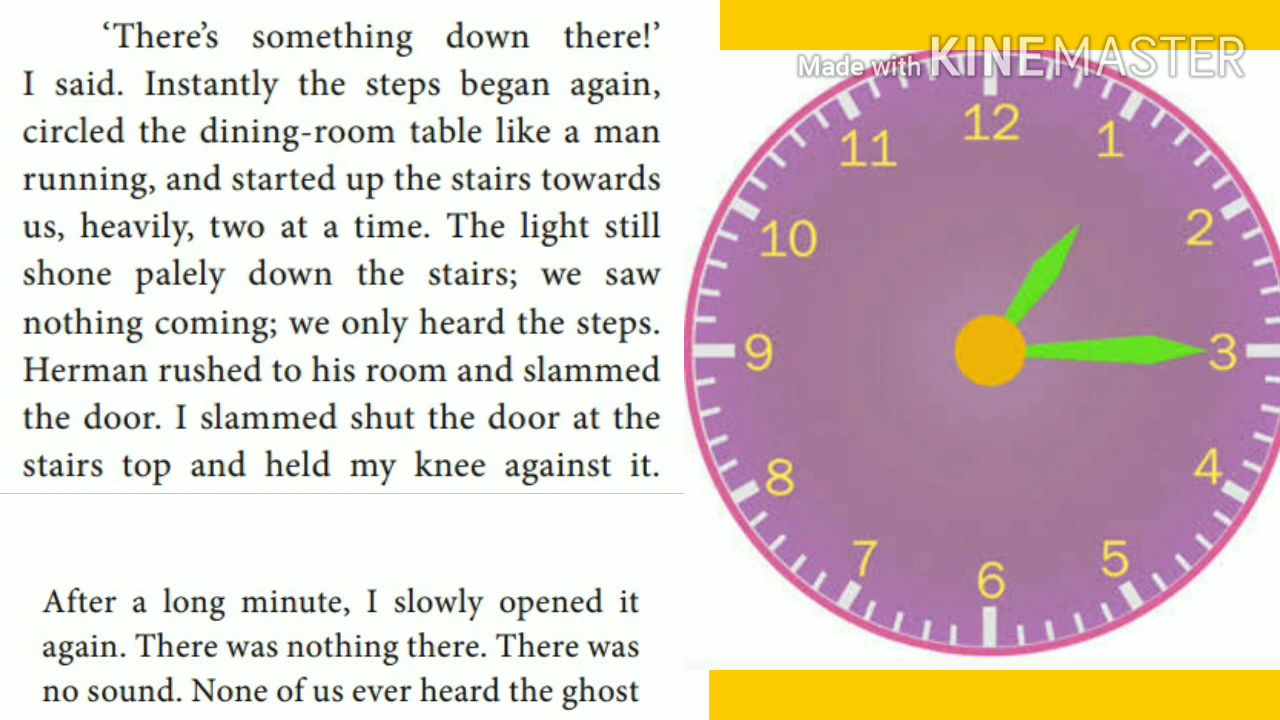 ‘There’s something down there!’
I said. Instantly the steps began again,
circled the dining-room table like a man
running, and started up the stairs towards
us, heavily, two at a time. The light still
shone palely down the stairs; we saw
nothing coming; we only heard the steps.
Herman rushed to his room and slammed
the door. I slammed shut the door at the
stairs top and held my knee against it.
After a long minute, I slowly opened it
again. There was nothing there. There was
no sound. None of us ever heard the ghost
Made with KINEMASTER
12
1
2
3
4
5
6
7
8
9
10
11